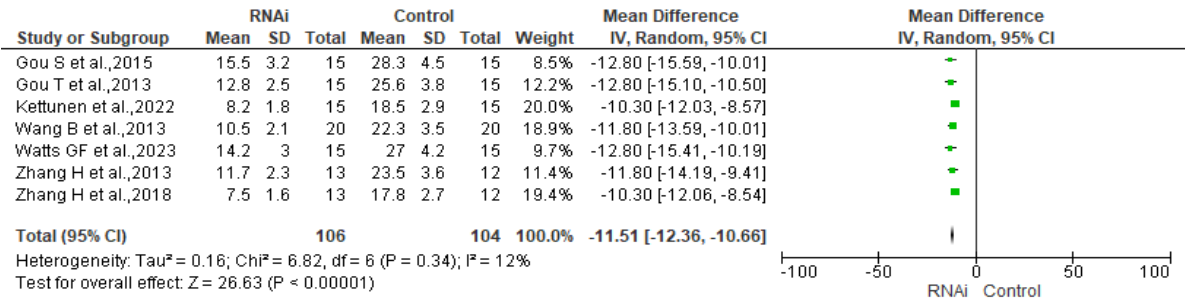 RNAi Control Mean Difference Mean Difference
Study or Subgroup Mean SD Total Mean SD Total Weight IV, Random, 95% CI IV, Random, 95% CI
Gou S et al.,2015 15.5 3.2 15 28.3 4.5 15 8.5% -12.80 [-15.59, -10.01]
Gou T et al.,2013 12.8 2.5 15 25.6 3.8 15 12.2% -12.80 [-15.10, -10.50]
Kettunen et al.,2022 8.2 1.8 15 18.5 2.9 15 20.0% -10.30 [-12.03, -8.57]
Wang B et al.,2013 10.5 2.1 20 22.3 3.5 20 18.9% -11.80 [-13.59, -10.01]
Watts GF et al.,2023 14.2 3 15 27 4.2 15 9.7% -12.80 [-15.41, -10.19]
Zhang H et al.,2013 11.7 2.3 13 23.5 3.6 12 11.4% -11.80 [-14.19, -9.41]
Zhang H et al.,2018 7.5 1.6 13 17.8 2.7 12 19.4% -10.30 [-12.06, -8.54]
Total (95% CI) 106 104 100.0% -11.51 [-12.36, -10.66]
Heterogeneity: Tau² = 0.16; Chi² = 6.82, df = 6 (P = 0.34); I² = 12%
Test for overall effect: Z = 26.63 (P < 0.00001)
-100 -50 0 50 100
RNAi Control